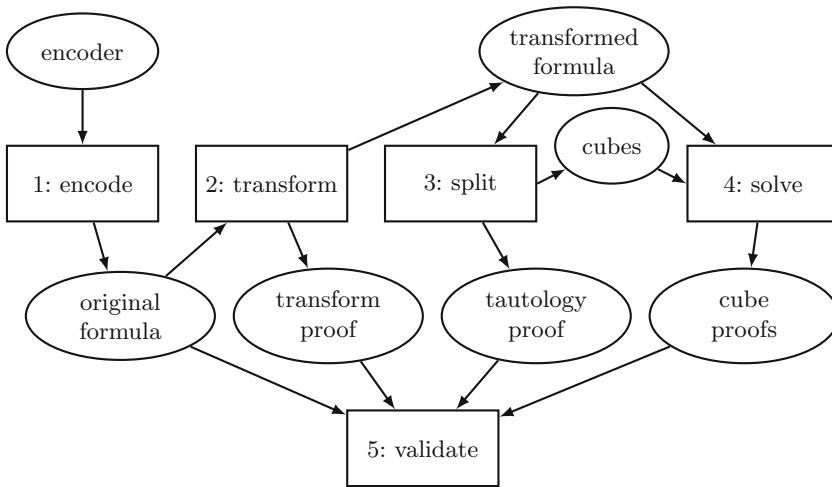 encoder
transformed
formula
cubes
1: encode
2: transform
3: split
4: solve
original
formula
transform
proof
tautology
proof
cube
proofs
5: validate